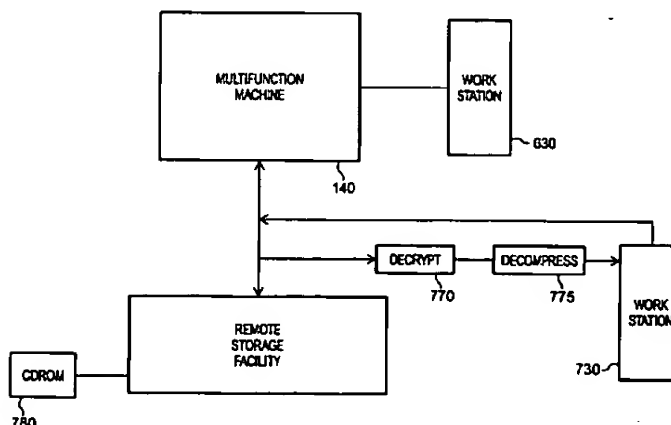 MULTIFUNCTION
MACHINE
WORK
STATION
630
140
DECRYPT
DECOMPRESS
770
775
WORK
STATION
REMOTE
STORAGE
FACILITY
730
CDROM
780